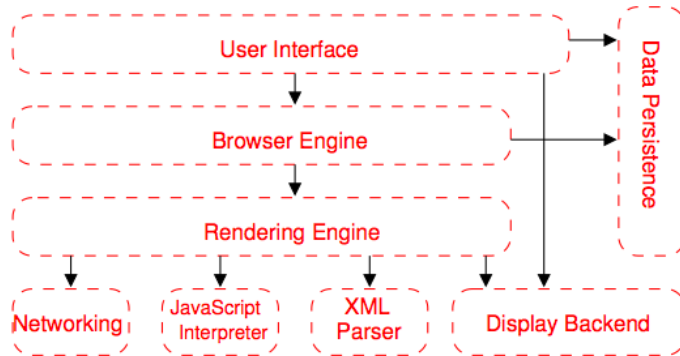 User Interface
Data Persistence
Browser Engine
Rendering Engine
Networking
JavaScript
Interpreter
XML
Parser
Display Backend